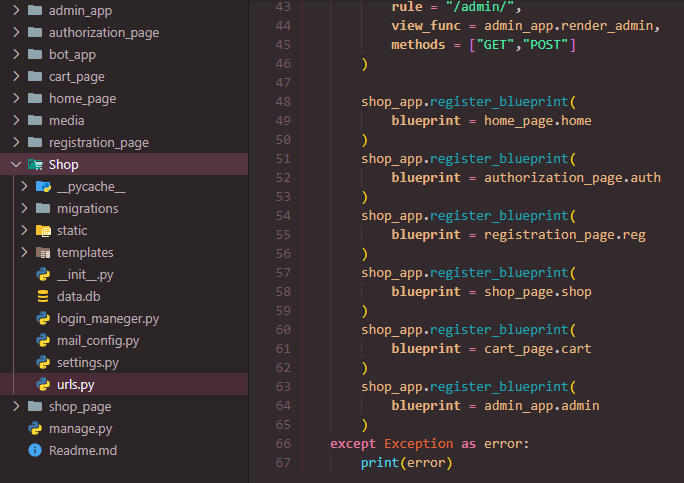 admin_app
authorization_page
bot_app
cart_page
home_page
media
registration_page
Shop
__pycache__
migrations
static
templates
__init__.py
data.db
login_maneger.py
mail_config.py
settings.py
urls.py
shop_page
manage.py
Readme.md
43 rule = "/admin/",
44 view_func = admin_app.render_admin,
45 methods = ["GET","POST"]
46 )
47
48 shop_app.register_blueprint(
49 blueprint = home_page.home
50 )
51 shop_app.register_blueprint(
52 blueprint = authorization_page.auth
53 )
54 shop_app.register_blueprint(
55 blueprint = registration_page.reg
56 )
57 shop_app.register_blueprint(
58 blueprint = shop_page.shop
59 )
60 shop_app.register_blueprint(
61 blueprint = cart_page.cart
62 )
63 shop_app.register_blueprint(
64 blueprint = admin_app.admin
65 )
66 except Exception as error:
67 print(error)